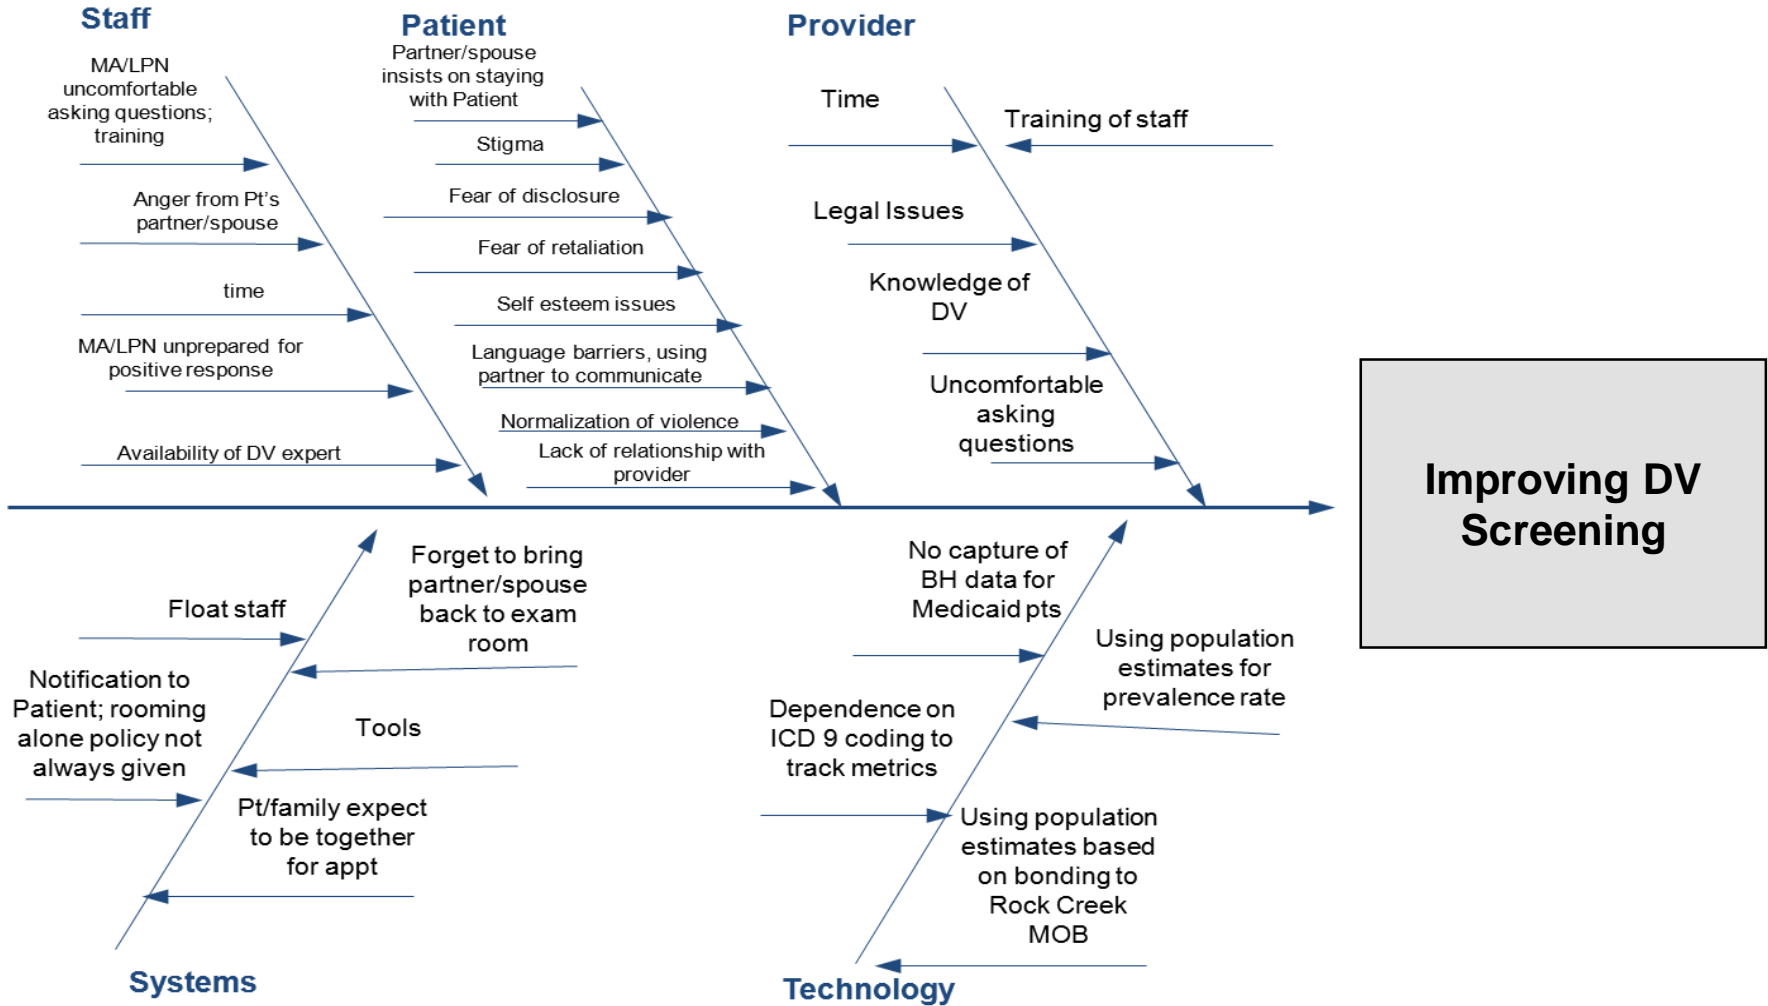 Staff
MA/LPN
uncomfortable
asking questions;
training
Anger from Pt's
partner/spouse
time
MA/LPN unprepared for
positive response
Availability of DV expert
Patient
Partner/spouse
insists on staying
with Patient
Stigma
Fear of disclosure
Fear of retaliation
Self esteem issues
Language barriers, using
partner to communicate
Normalization of violence
Lack of relationship with
provider
Provider
Time
Training of staff
Legal Issues
Knowledge of
DV
Uncomfortable
asking
questions
Improving DV
Screening
Float staff
Forget to bring
partner/spouse
back to exam
room
Notification to
Patient; rooming
alone policy not
always given
Tools
Pt/family expect
to be together
for appt
Systems
No capture of
BH data for
Medicaid pts
Using population
estimates for
prevalence rate
Dependence on
ICD 9 coding to
track metrics
Using population
estimates based
on bonding to
Rock Creek
MOB
Technology